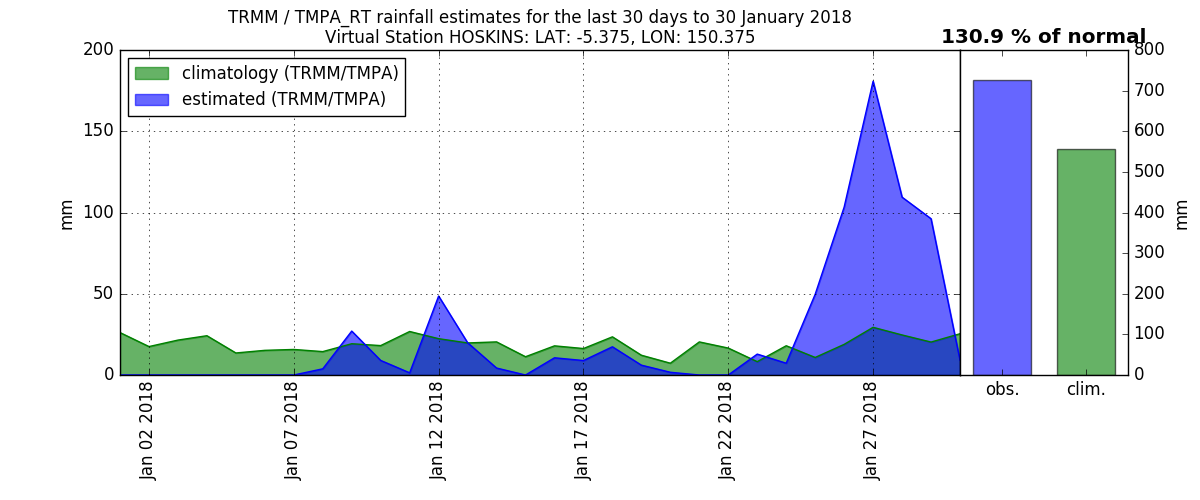 TRMM / TMPA_RT rainfall estimates for the last 30 days to 30 January 2018
Virtual Station HOSKINS: LAT: -5.375, LON: 150.375
130.9 % of normal
climatology (TRMM/TMPA)
estimated (TRMM/TMPA)
200
150
100
50
0
mm
Jan 02 2018
Jan 07 2018
Jan 12 2018
Jan 17 2018
Jan 22 2018
Jan 27 2018
800
700
600
500
400
300
200
100
0
mm
obs.
clim.